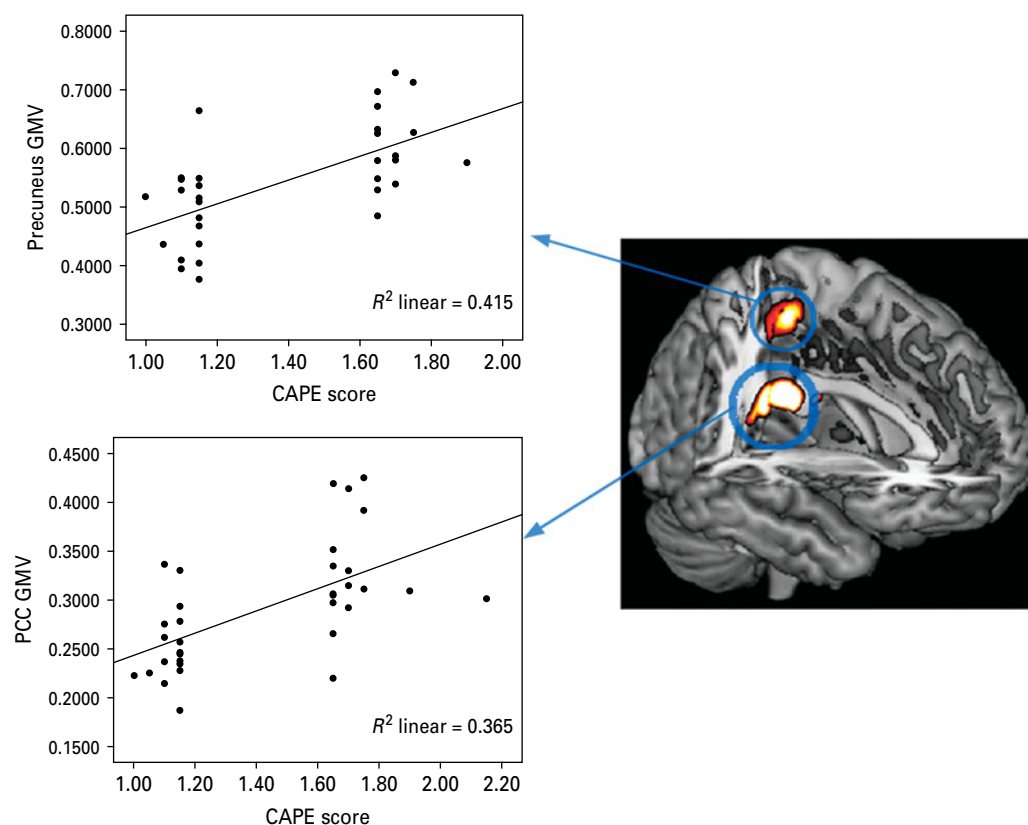 0.8000
0.7000
0.6000
0.5000
0.4000
0.3000
Precuneus GMV
R² linear = 0.415
1.00 1.20 1.40 1.60 1.80 2.00
CAPE score
0.4500
0.4000
0.3500
0.3000
0.2500
0.2000
0.1500
PCC GMV
R² linear = 0.365
1.00 1.20 1.40 1.60 1.80 2.00 2.20
CAPE score